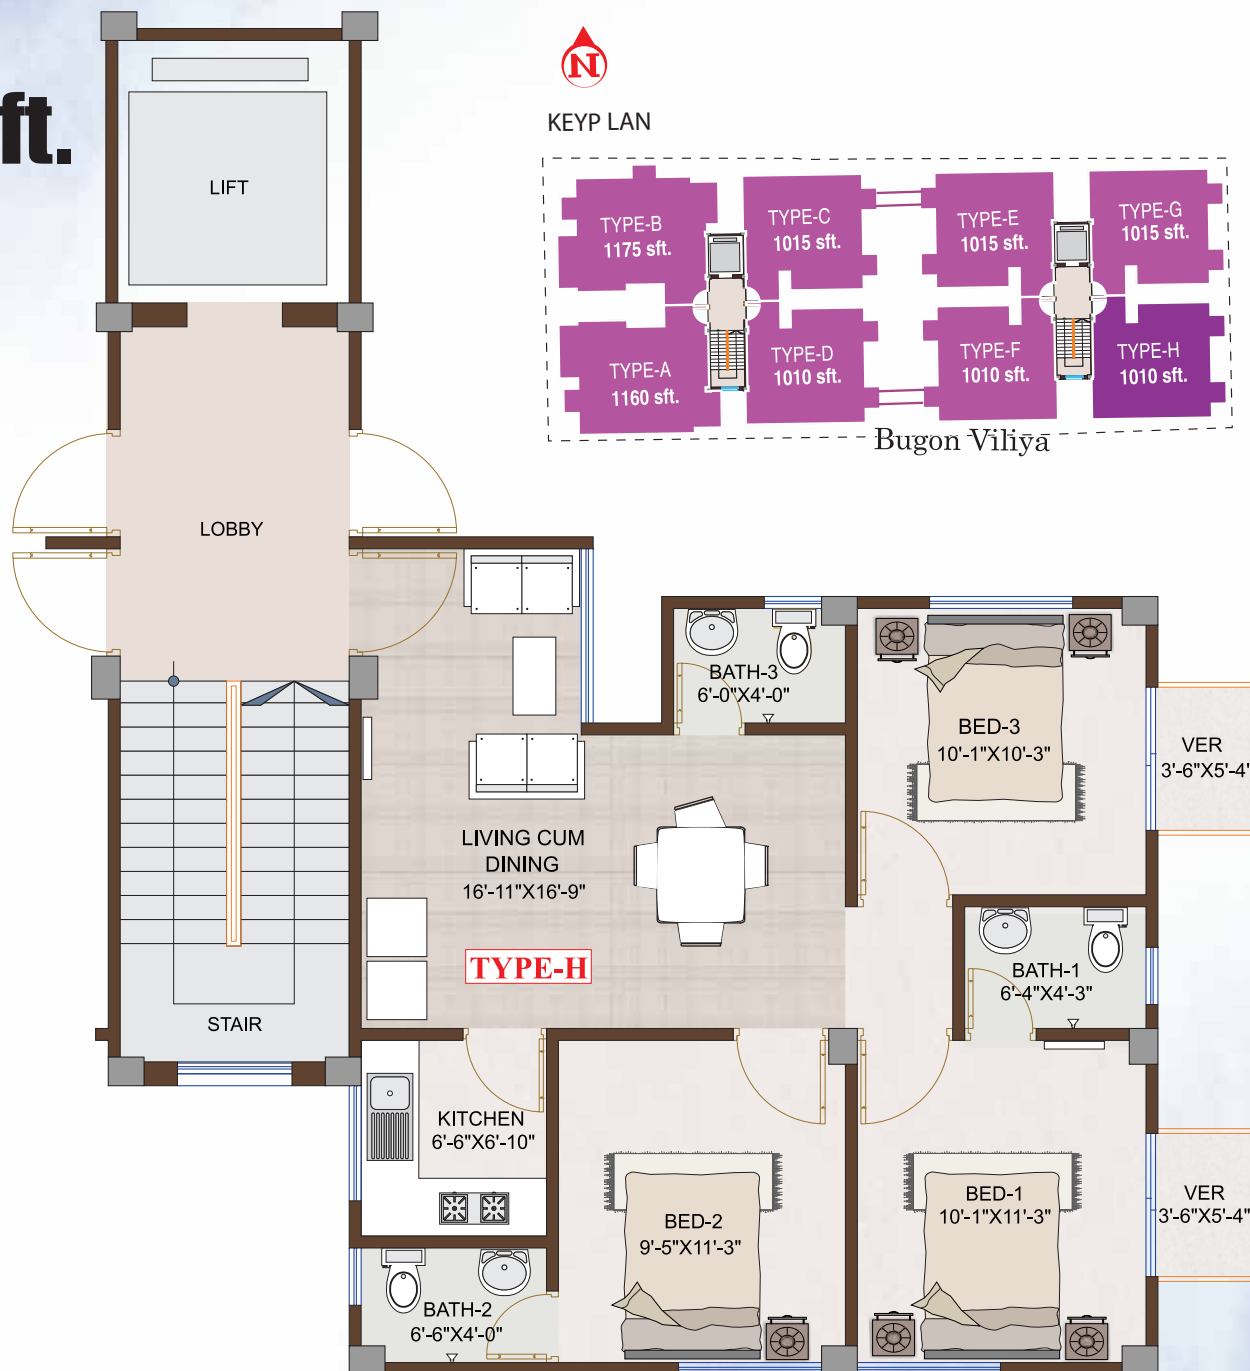 ft.
N
KEYP LAN
TYPE-B
1175 sft.
TYPE-C
1015 sft.
TYPE-E
1015 sft.
TYPE-G
1015 sft.
TYPE-A
1160 sft.
TYPE-D
1010 sft.
TYPE-F
1010 sft.
TYPE-H
1010 sft.
Bugon Viliya
LIFT
LOBBY
BATH-3
6'-0"X4'-0"
BED-3
10'-1"X10'-3"
VER
3'-6"X5'-4"
LIVING CUM
DINING
16'-11"X16'-9"
TYPE-H
BATH-1
6'-4"X4'-3"
STAIR
KITCHEN
6'-6"X6'-10"
BED-2
9'-5"X11'-3"
BED-1
10'-1"X11'-3"
VER
3'-6"X5'-4"
BATH-2
6'-6"X4'-0"